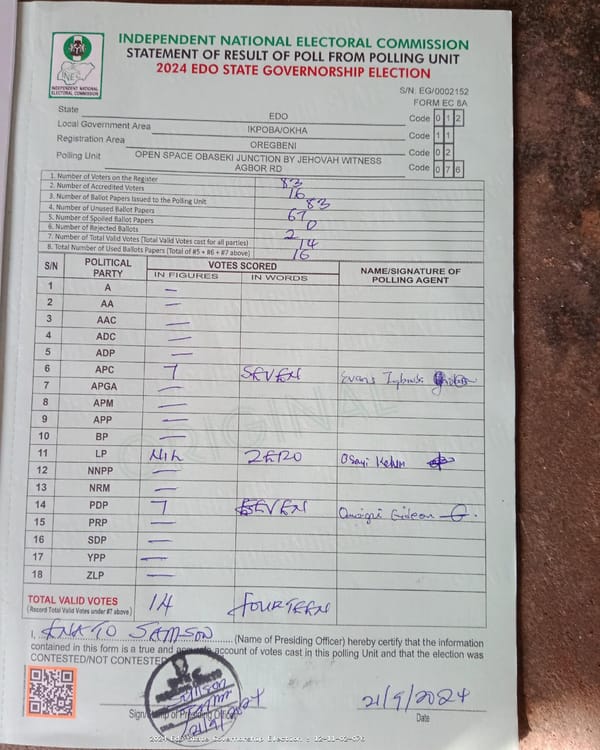 INDEPENDENT NATIONAL ELECTORAL COMMISSION
STATEMENT OF RESULT OF POLL FROM POLLING UNIT
2024 EDO STATE GOVERNORSHIP ELECTION
INEC
INDEPENDENT NATIONAL
ELECTORAL COMMISSION
S/N. EG/0002152
FORM EC 8A
State EDO Code 0 1 2
Local Government Area IKPOBA/OKHA Code 1 1
Registration Area OREGBENI Code 0 2
Polling Unit OPEN SPACE OBASEKI JUNCTION BY JEHOVAH WITNESS AGBOR RD Code 0 7 6
1. Number of Voters on the Register 83
2. Number of Accredited Voters 16
3. Number of Ballot Papers Issued to the Polling Unit 83
4. Number of Unused Ballot Papers 67
5. Number of Spoiled Ballot Papers 0
6. Number of Rejected Ballots 2
7. Number of Total Valid Votes (Total Valid Votes cast for all parties) 14
8. Total Number of Used Ballots Papers (Total of #5 + #6 + #7 above) 16
S/N POLITICAL PARTY VOTES SCORED NAME/SIGNATURE OF POLLING AGENT
IN FIGURES IN WORDS
1 A —
2 AA —
3 AAC —
4 ADC —
5 ADP —
6 APC 7 SEVEN Evans
7 APGA —
8 APM —
9 APP —
10 BP —
11 LP NIL ZERO Osayi Kelvin
12 NNPP —
13 NRM —
14 PDP 7 SEVEN Gideon G.
15 PRP —
16 SDP —
17 YPP —
18 ZLP —
ORIGINAL
TOTAL VALID VOTES 14 FOURTEEN
(Record Total Valid Votes under #7 above)
I, ENATO SAMSON (Name of Presiding Officer) hereby certify that the information
contained in this form is a true and accurate account of votes cast in this polling Unit and that the election was
CONTESTED/NOT CONTESTED
21/9/2024
Sign/Stamp of Presiding Officer Date